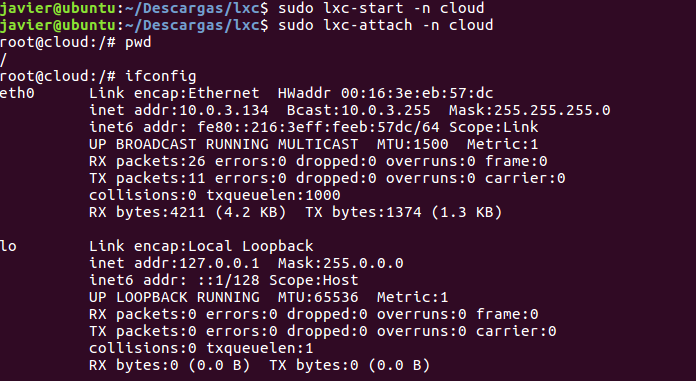 javier@ubuntu:~/Descargas/lxc$ sudo lxc-start -n cloud
javier@ubuntu:~/Descargas/lxc$ sudo lxc-attach -n cloud
root@cloud:/# pwd
/
root@cloud:/# ifconfig
eth0      Link encap:Ethernet  HWaddr 00:16:3e:eb:57:dc
          inet addr:10.0.3.134  Bcast:10.0.3.255  Mask:255.255.255.0
          inet6 addr: fe80::216:3eff:feeb:57dc/64 Scope:Link
          UP BROADCAST RUNNING MULTICAST  MTU:1500  Metric:1
          RX packets:26 errors:0 dropped:0 overruns:0 frame:0
          TX packets:11 errors:0 dropped:0 overruns:0 carrier:0
          collisions:0 txqueuelen:1000
          RX bytes:4211 (4.2 KB)  TX bytes:1374 (1.3 KB)
lo        Link encap:Local Loopback
          inet addr:127.0.0.1  Mask:255.0.0.0
          inet6 addr: ::1/128 Scope:Host
          UP LOOPBACK RUNNING  MTU:65536  Metric:1
          RX packets:0 errors:0 dropped:0 overruns:0 frame:0
          TX packets:0 errors:0 dropped:0 overruns:0 carrier:0
          collisions:0 txqueuelen:1
          RX bytes:0 (0.0 B)  TX bytes:0 (0.0 B)